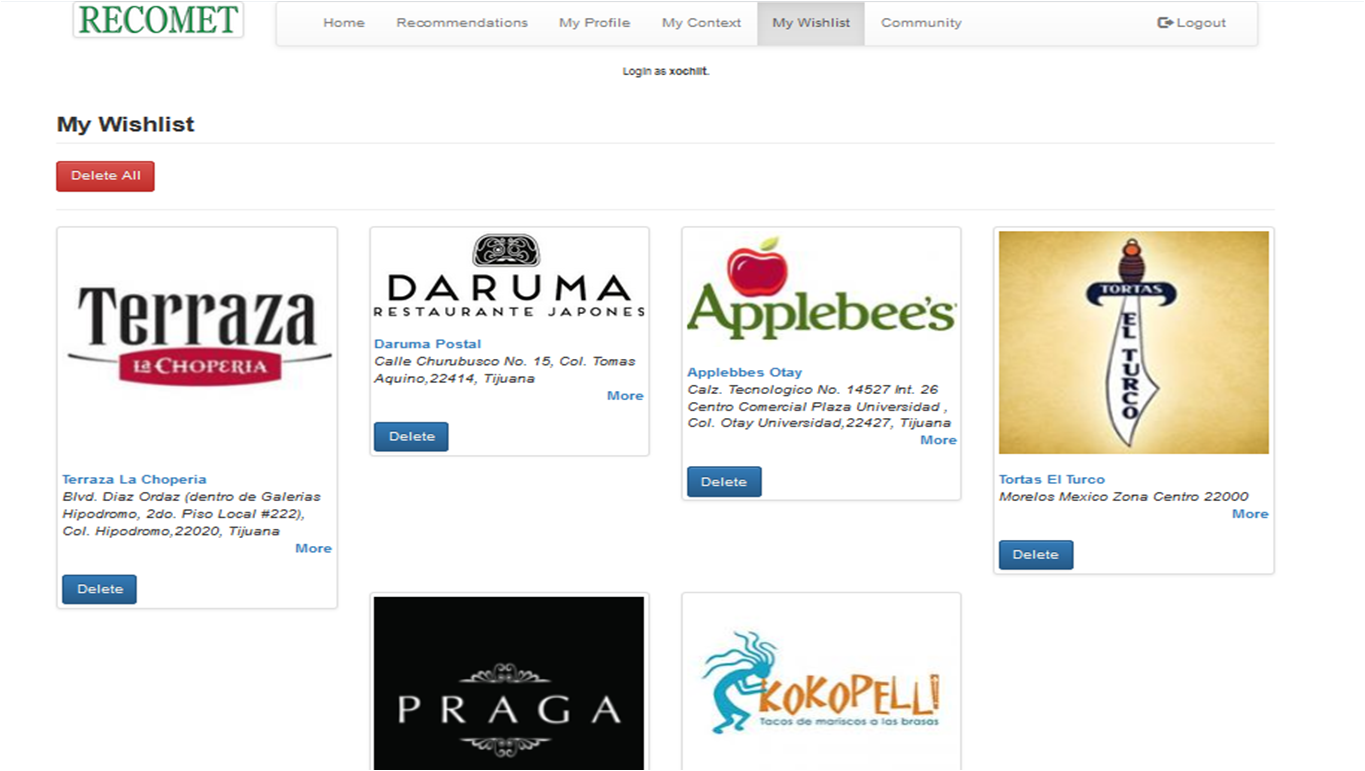 RECOMET
Home Recommendations My Profile My Context My Wishlist Community Logout
Login as xochilt.
My Wishlist
Delete All
Terraza
LA CHOPERIA
Terraza La Choperia
Blvd. Diaz Ordaz (dentro de Galerias
Hipodromo, 2do. Piso Local #222),
Col. Hipodromo,22020, Tijuana
More
Delete
DARUMA
RESTAURANTE JAPONES
Daruma Postal
Calle Churubusco No. 15, Col. Tomas
Aquino,22414, Tijuana
More
Delete
Applebee's
Applebbes Otay
Calz. Tecnologico No. 14527 Int. 26
Centro Comercial Plaza Universidad ,
Col. Otay Universidad,22427, Tijuana
More
Delete
TORTAS
EL TURCO
Tortas El Turco
Morelos Mexico Zona Centro 22000
More
Delete
PRAGA
KOKOPELLI
Tacos de mariscos a las brasas